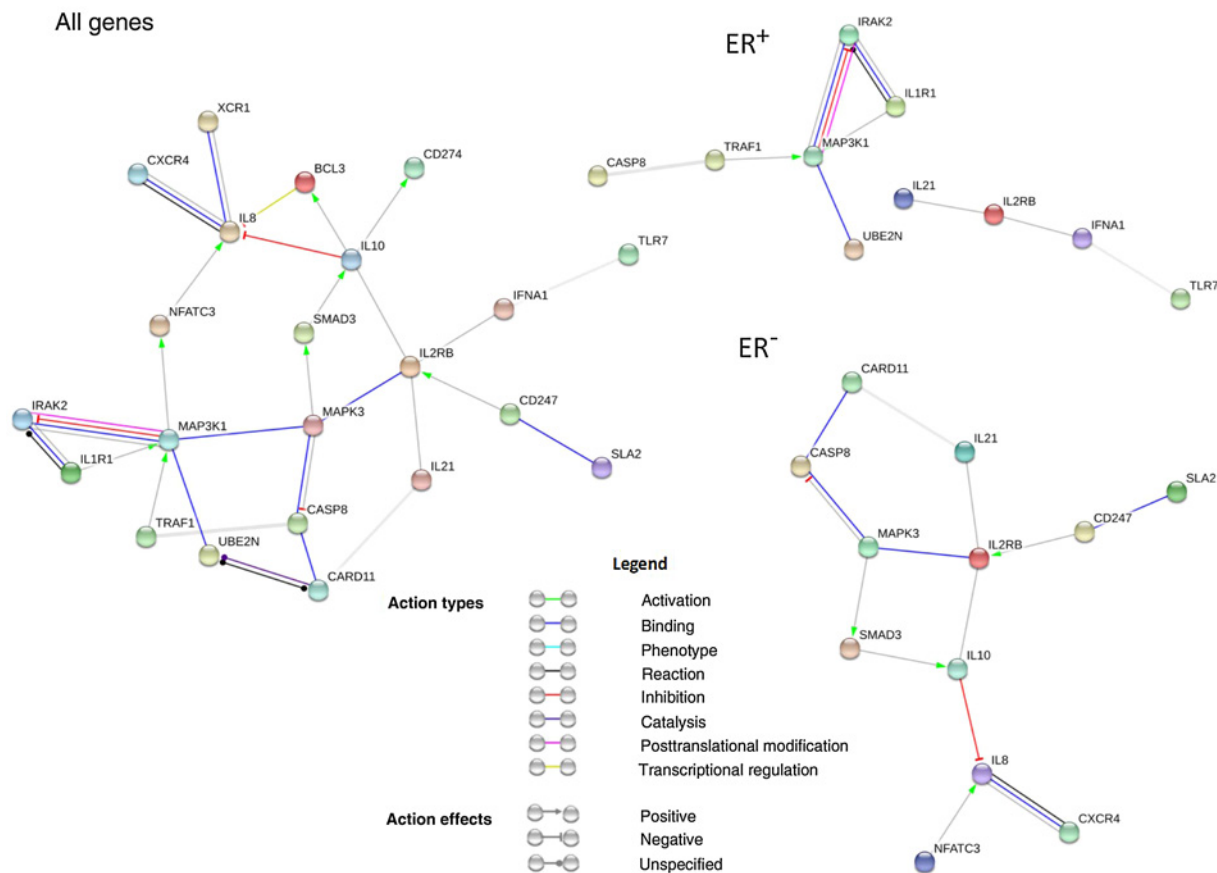 All genes
XCR1
CXCR4
BCL3
CD274
IL8
IL10
TLR7
IFNA1
NFATC3
SMAD3
IL2RB
IRAK2
MAP3K1
MAPK3
CD247
IL1R1
SLA2
IL21
TRAF1
CASP8
UBE2N
CARD11
ER+
IRAK2
IL1R1
MAP3K1
TRAF1
CASP8
IL21
IL2RB
IFNA1
UBE2N
TLR7
ER-
CARD11
IL21
CASP8
SLA2
CD247
MAPK3
IL2RB
SMAD3
IL10
IL8
CXCR4
NFATC3
Legend
Action types
Activation
Binding
Phenotype
Reaction
Inhibition
Catalysis
Posttranslational modification
Transcriptional regulation
Action effects
Positive
Negative
Unspecified